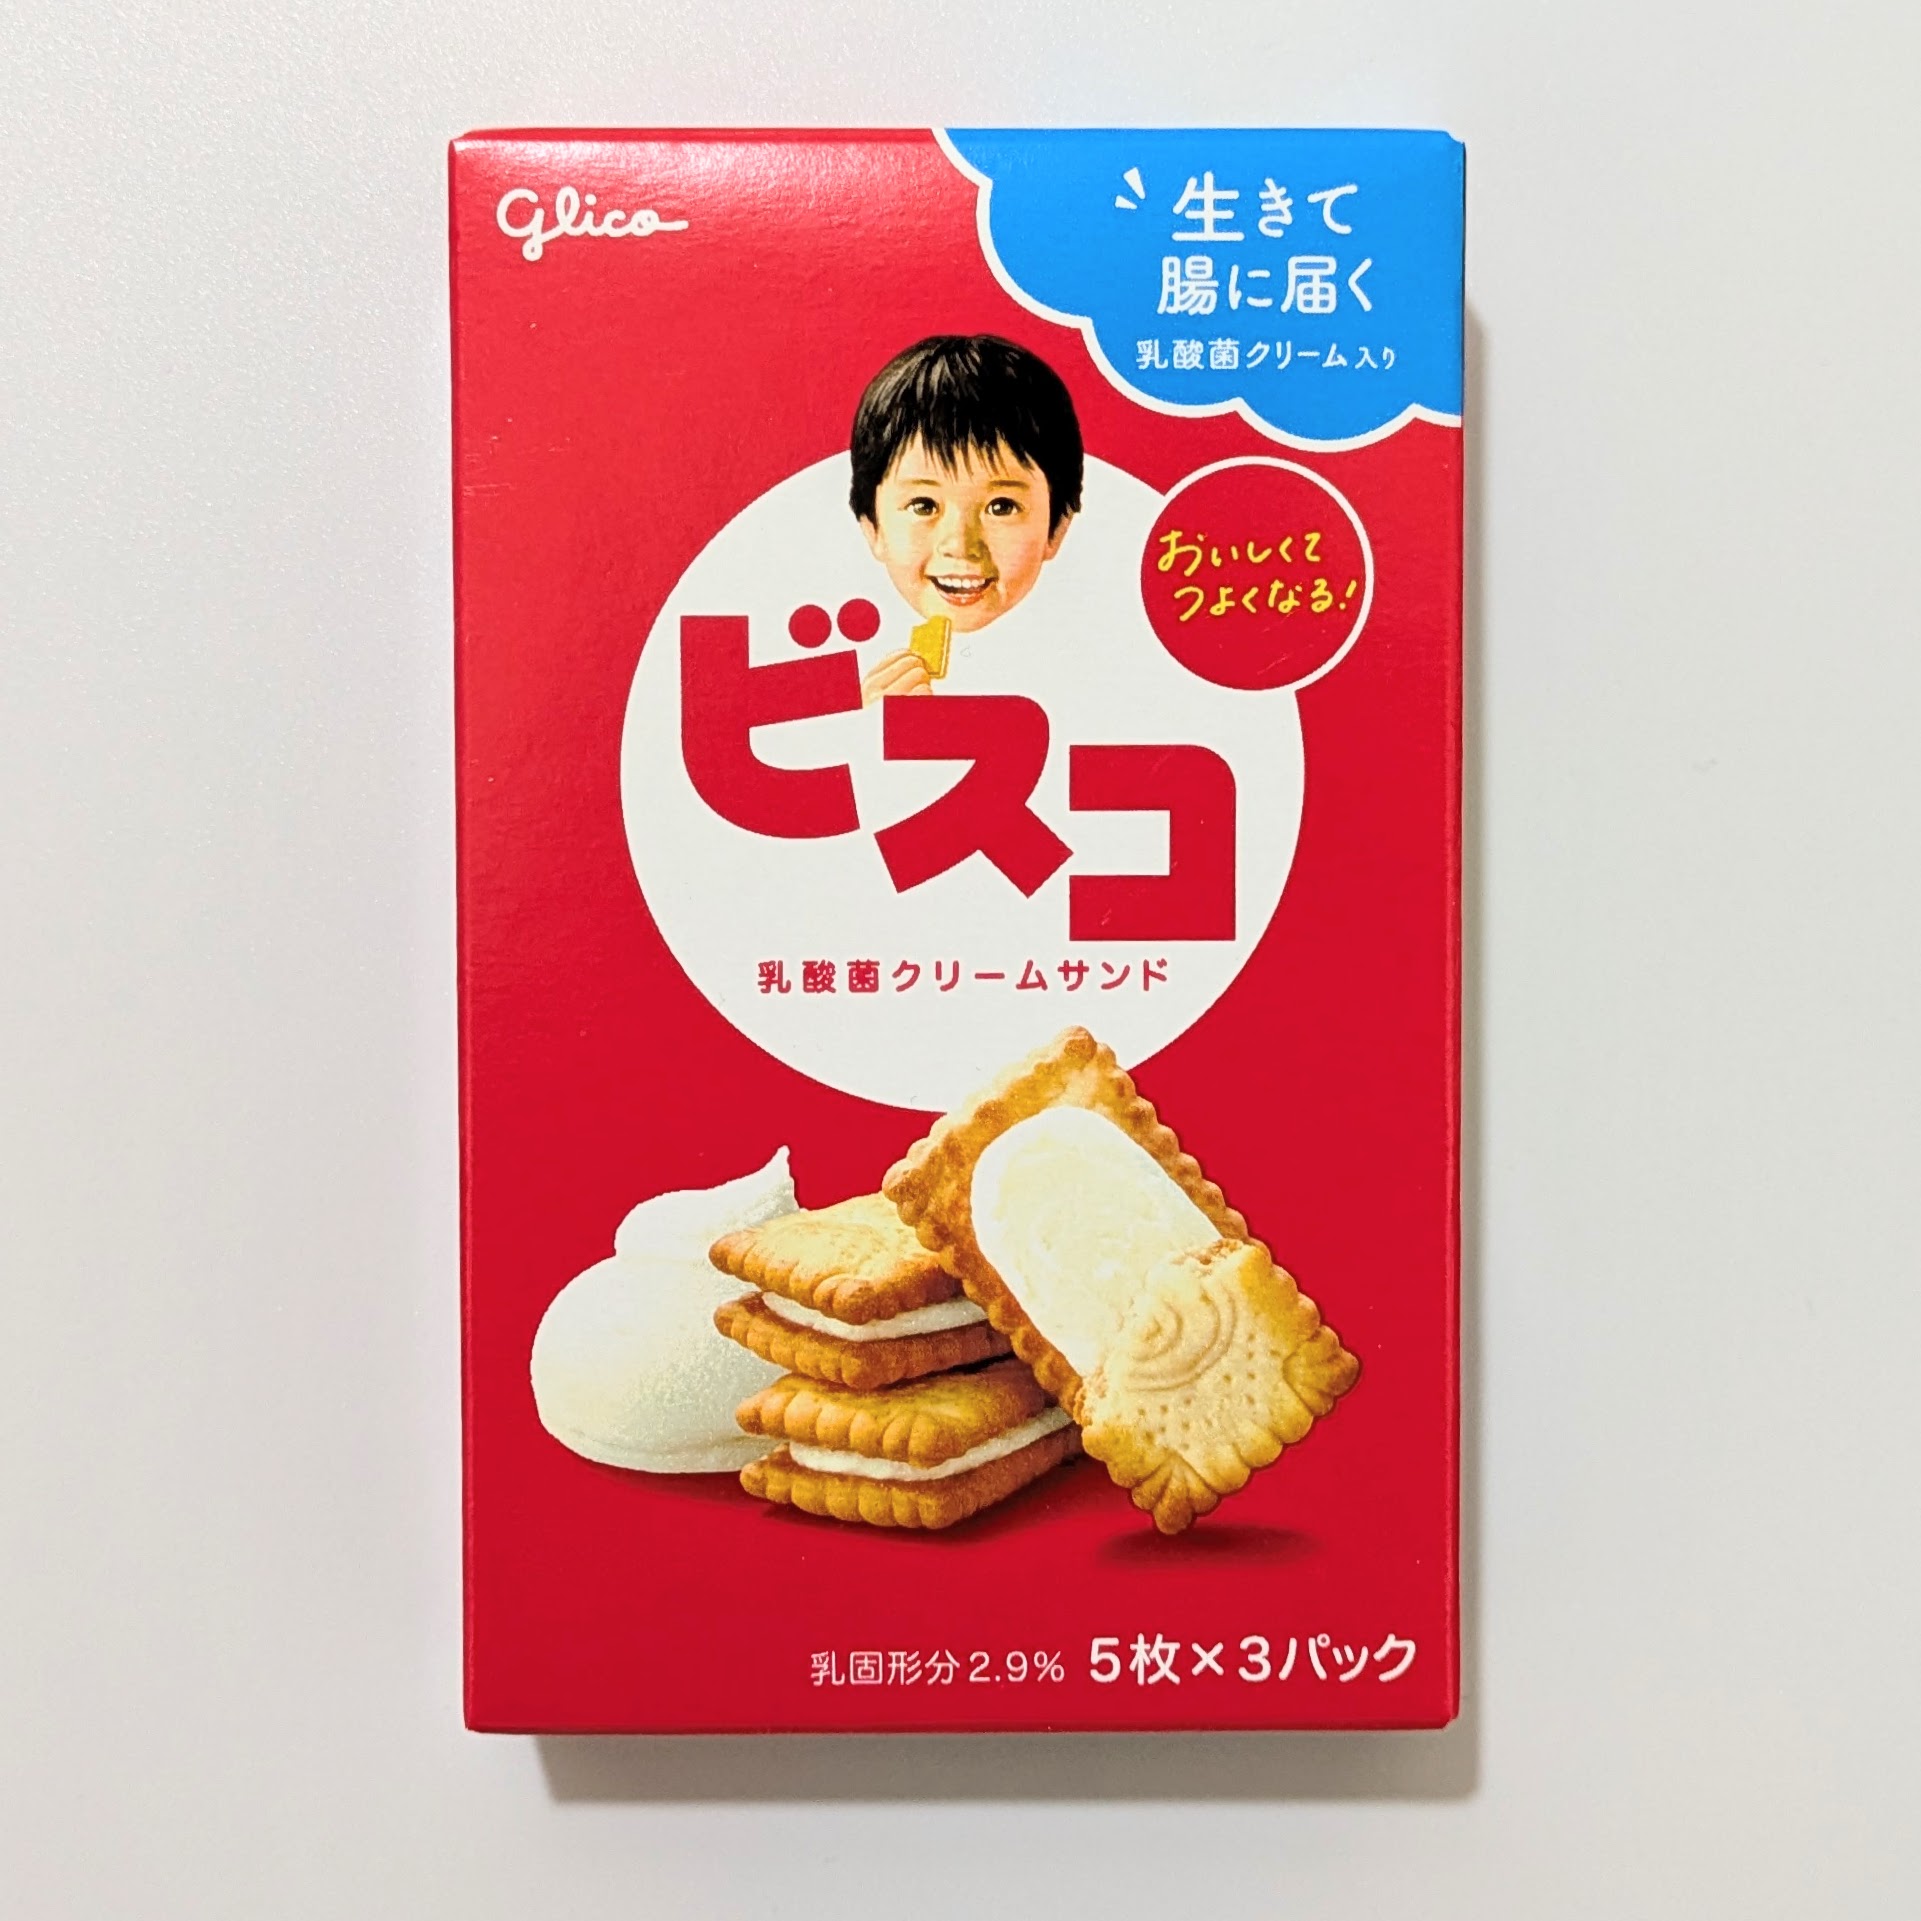 Glico
生きて
腸に届く
乳酸菌クリーム入り
おいしくて
つよくなる!
ビスコ
乳酸菌クリームサンド
乳固形分2.9% 5枚×3パック